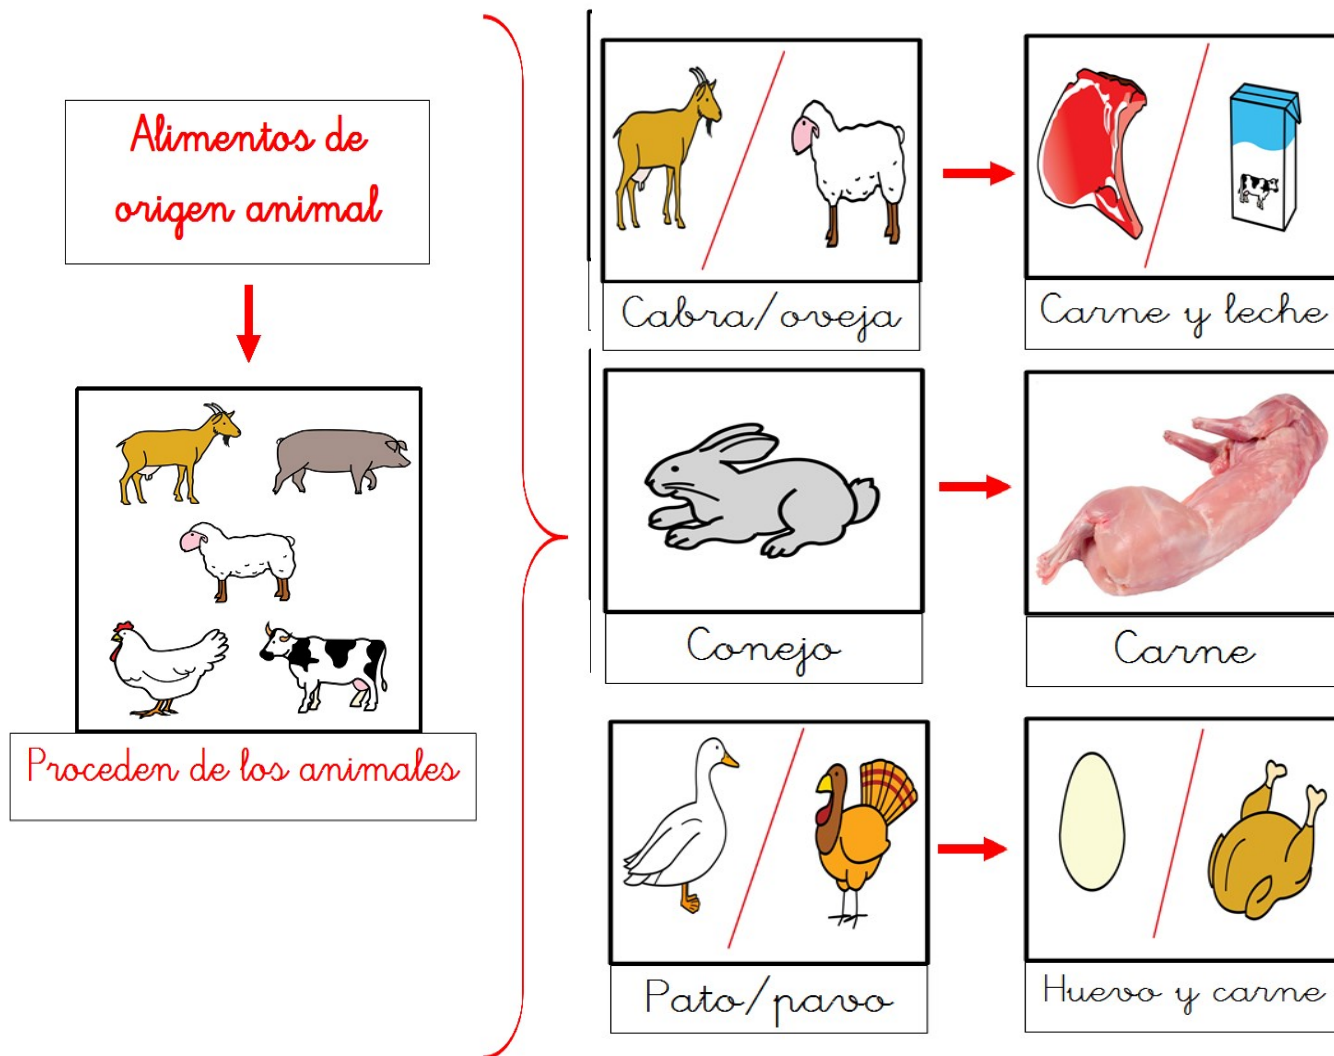 Alimentos de
origen animal
Proceden de los animales
Cabra/oveja
Carne y leche
Conejo
Carne
Pato/pavo
Huevo y carne